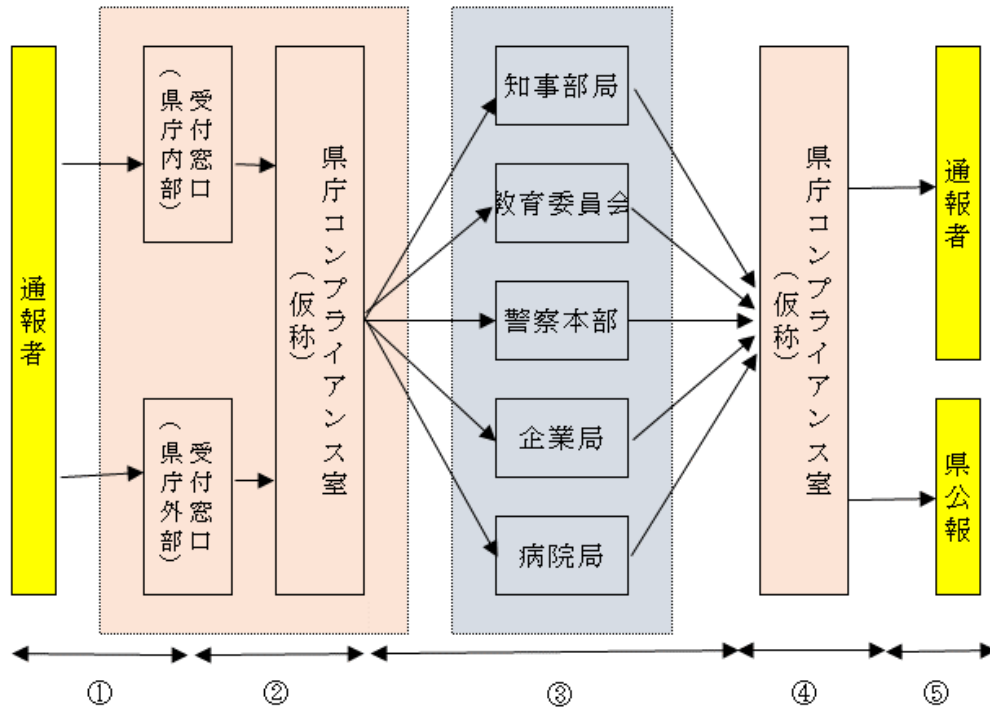 通報者
受付窓口
（県庁内部）
受付窓口
（県庁外部）
県庁コンプライアンス室
（仮称）
知事部局
教育委員会
警察本部
企業局
病院局
県庁コンプライアンス室
（仮称）
通報者
県公報
①
②
③
④
⑤